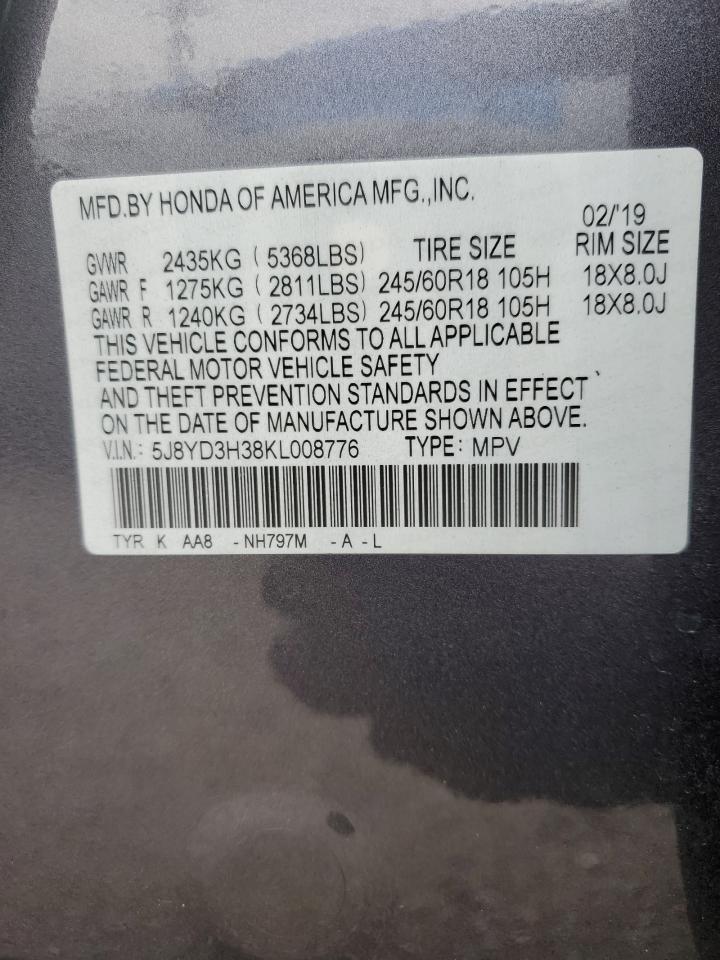 MFD.BY HONDA OF AMERICA MFG.,INC.
02/'19
GVWR 2435KG ( 5368LBS) TIRE SIZE RIM SIZE
GAWR F 1275KG ( 2811LBS) 245/60R18 105H 18X8.0J
GAWR R 1240KG ( 2734LBS) 245/60R18 105H 18X8.0J
THIS VEHICLE CONFORMS TO ALL APPLICABLE
FEDERAL MOTOR VEHICLE SAFETY
AND THEFT PREVENTION STANDARDS IN EFFECT
ON THE DATE OF MANUFACTURE SHOWN ABOVE.
V.I.N.: 5J8YD3H38KL008776 TYPE: MPV
TYR K AA8 -NH797M -A -L